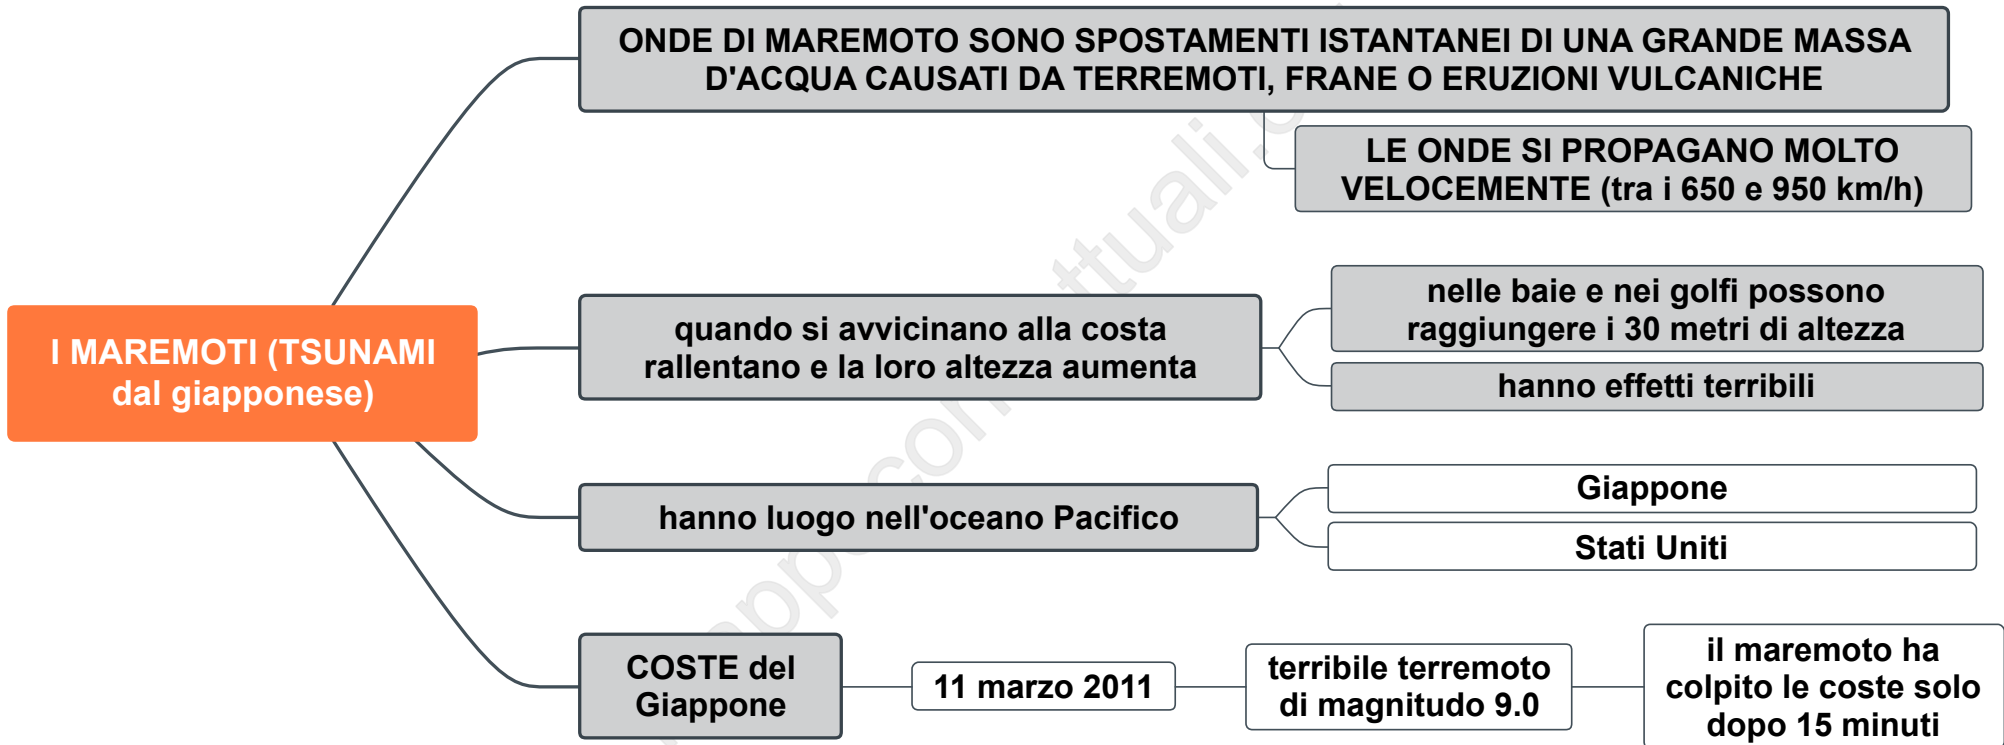 ONDE DI MAREMOTO SONO SPOSTAMENTI ISTANTANEI DI UNA GRANDE MASSA
D'ACQUA CAUSATI DA TERREMOTI, FRANE O ERUZIONI VULCANICHE
LE ONDE SI PROPAGANO MOLTO
VELOCEMENTE (tra i 650 e 950 km/h)
I MAREMOTI (TSUNAMI
dal giapponese)
quando si avvicinano alla costa
rallentano e la loro altezza aumenta
nelle baie e nei golfi possono
raggiungere i 30 metri di altezza
hanno effetti terribili
hanno luogo nell'oceano Pacifico
Giappone
Stati Uniti
COSTE del
Giappone
11 marzo 2011
terribile terremoto
di magnitudo 9.0
il maremoto ha
colpito le coste solo
dopo 15 minuti